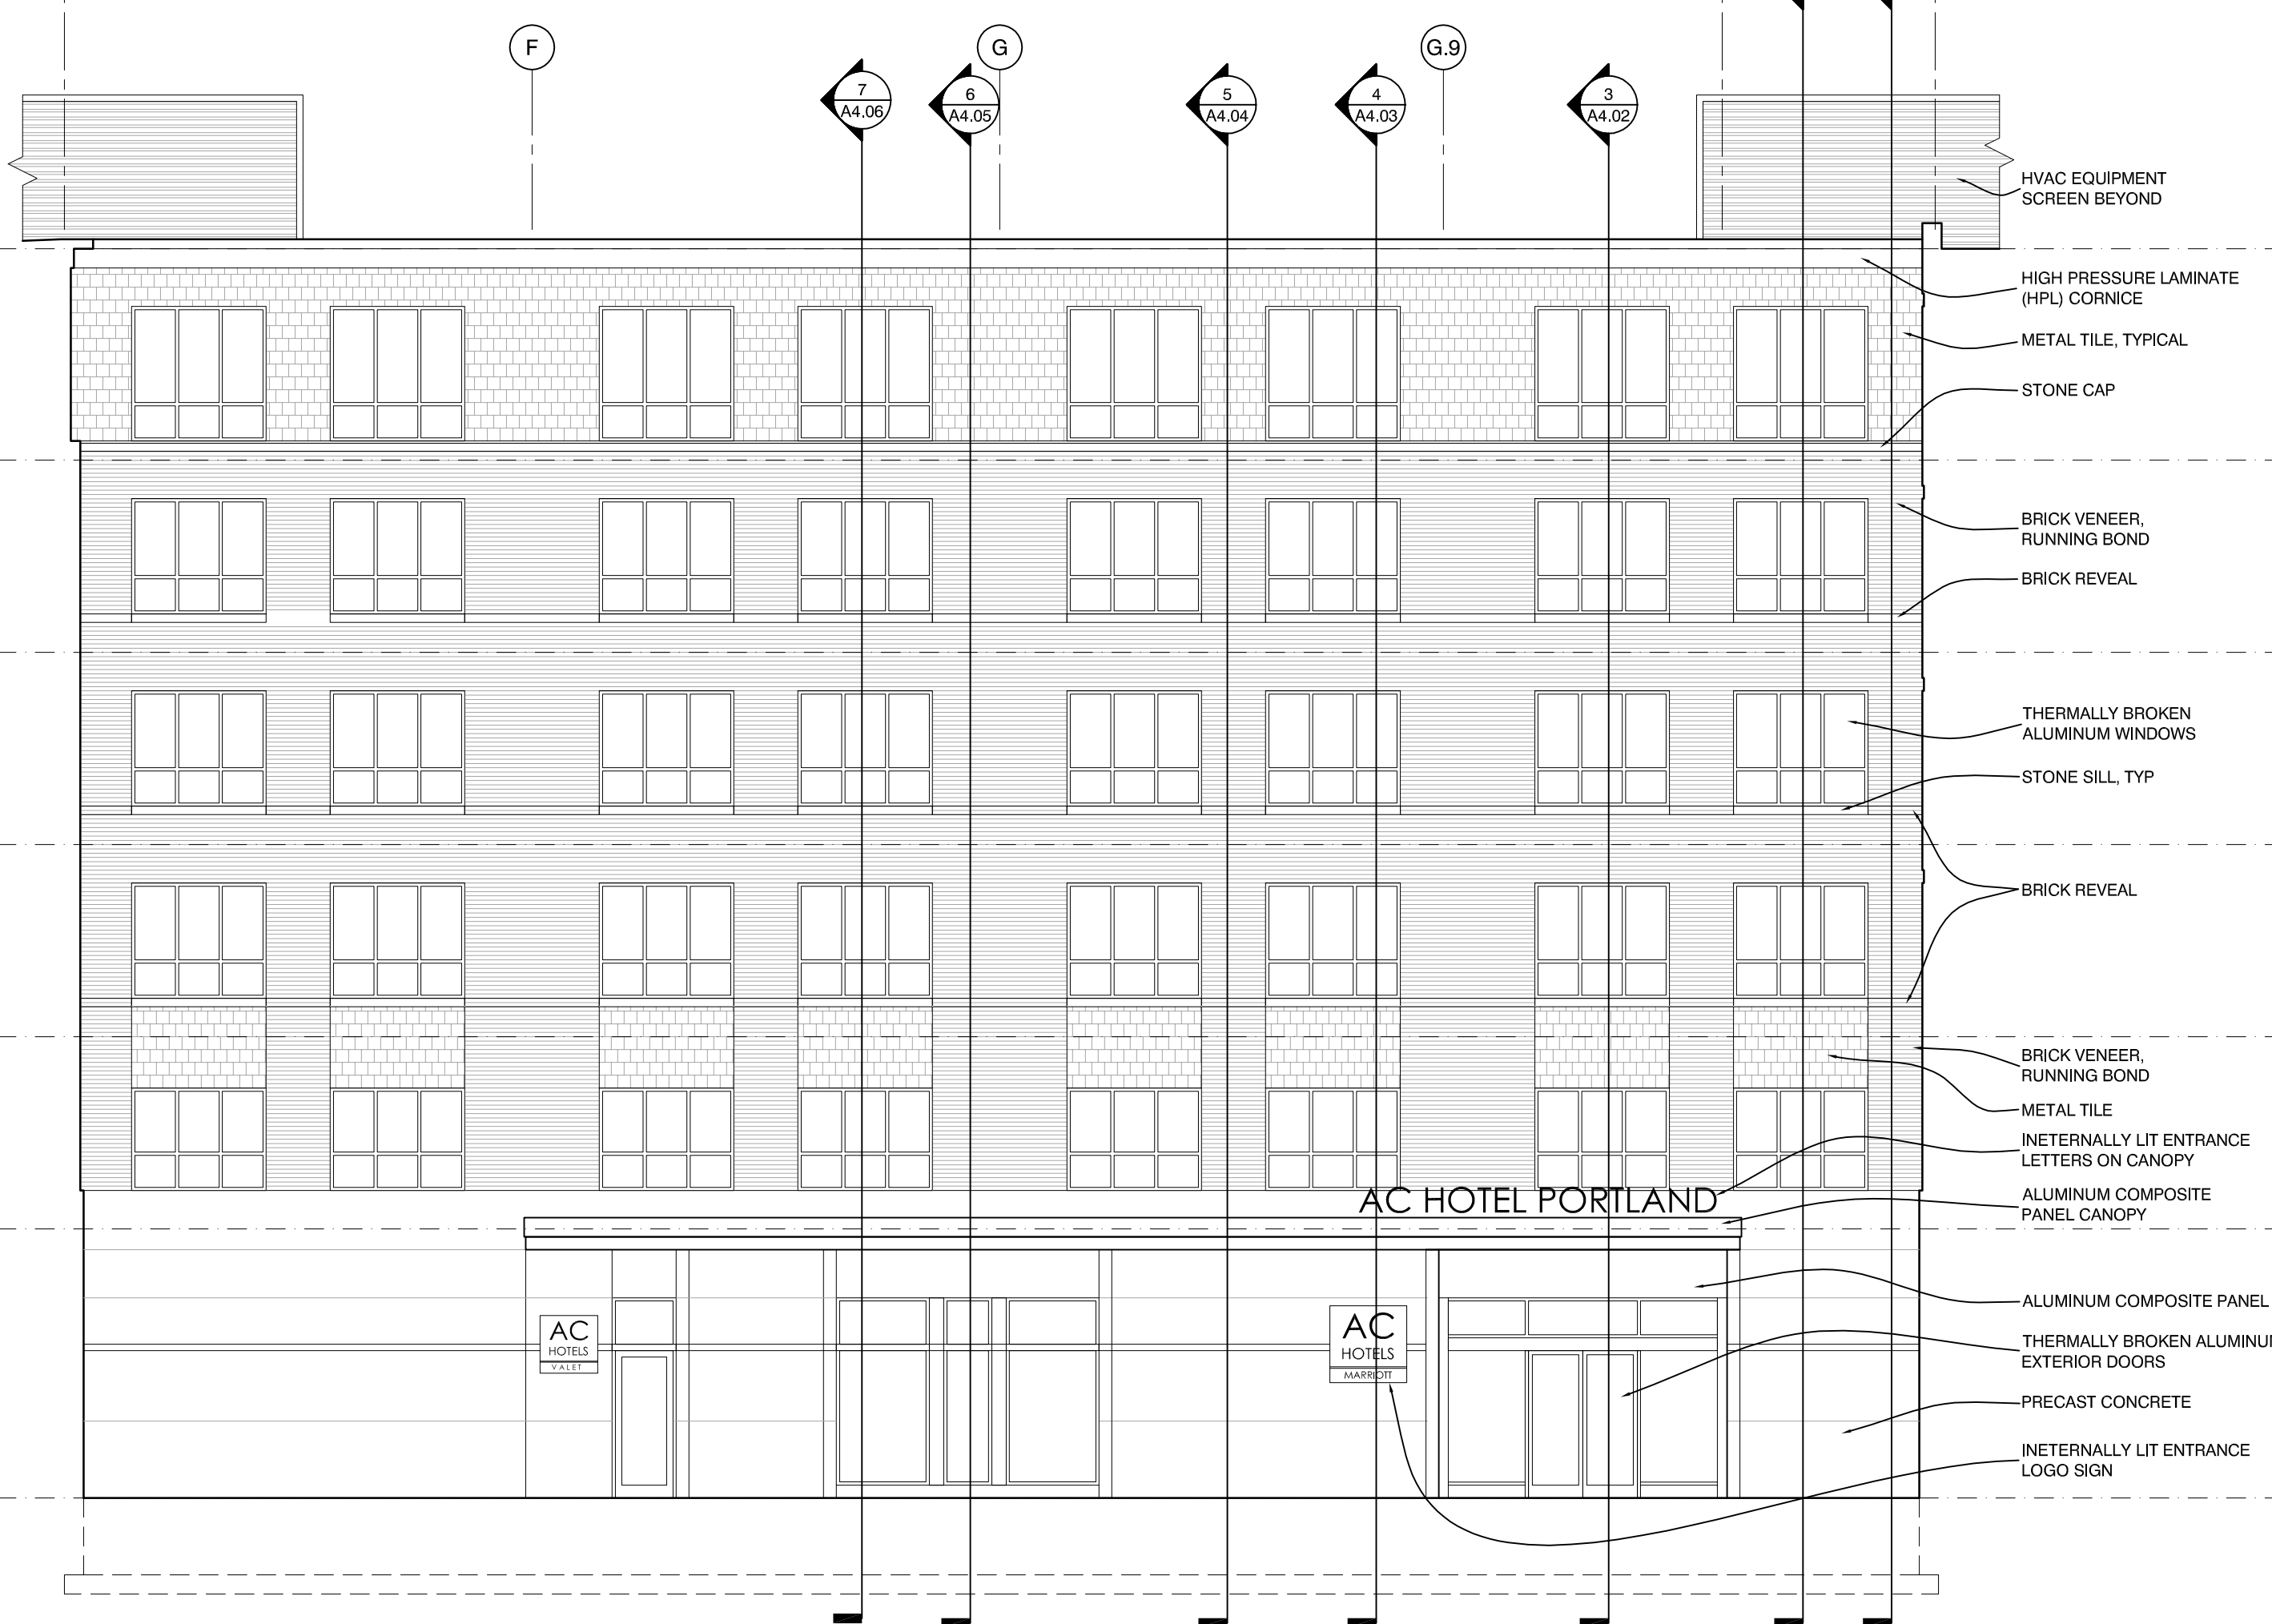 F
G
G.9
7
A4.06
6
A4.05
5
A4.04
4
A4.03
3
A4.02
HVAC EQUIPMENT
SCREEN BEYOND
HIGH PRESSURE LAMINATE
(HPL) CORNICE
METAL TILE, TYPICAL
STONE CAP
BRICK VENEER,
RUNNING BOND
BRICK REVEAL
THERMALLY BROKEN
ALUMINUM WINDOWS
STONE SILL, TYP
BRICK REVEAL
BRICK VENEER,
RUNNING BOND
METAL TILE
INETERNALLY LIT ENTRANCE
LETTERS ON CANOPY
AC HOTEL PORTLAND
ALUMINUM COMPOSITE
PANEL CANOPY
ALUMINUM COMPOSITE PANEL
AC
HOTELS
VALET
AC
HOTELS
MARRIOTT
THERMALLY BROKEN ALUMINU
EXTERIOR DOORS
PRECAST CONCRETE
INETERNALLY LIT ENTRANCE
LOGO SIGN